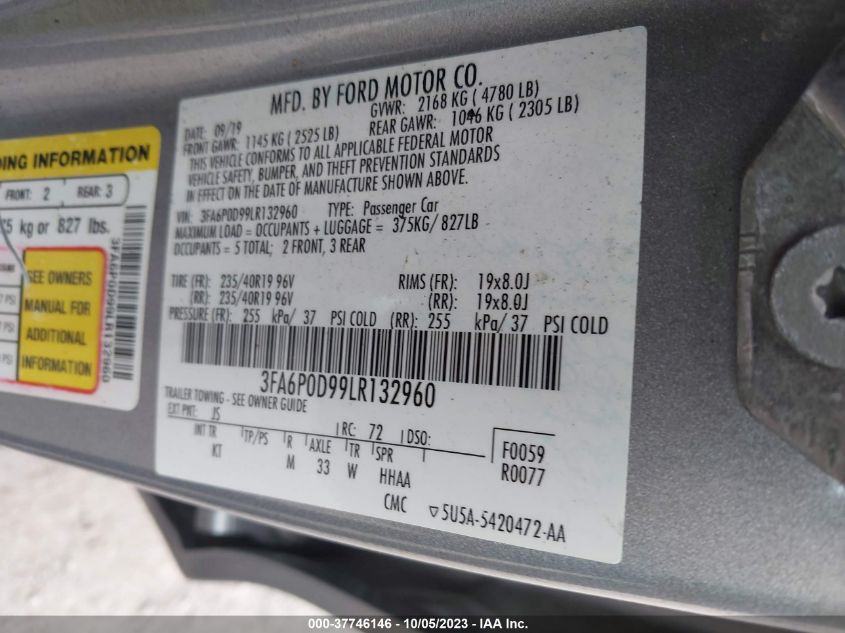 MFD. BY FORD MOTOR CO.
DATE: 09/19 GVWR: 2168 KG ( 4780 LB)
FRONT GAWR: 1145 KG ( 2525 LB) REAR GAWR: 1046 KG ( 2305 LB)
THIS VEHICLE CONFORMS TO ALL APPLICABLE FEDERAL MOTOR
VEHICLE SAFETY, BUMPER, AND THEFT PREVENTION STANDARDS
IN EFFECT ON THE DATE OF MANUFACTURE SHOWN ABOVE.
VIN: 3FA6P0D99LR132960 TYPE: Passenger Car
MAXIMUM LOAD = OCCUPANTS + LUGGAGE = 375KG/ 827LB
OCCUPANTS = 5 TOTAL; 2 FRONT, 3 REAR
TIRE (FR): 235/40R19 96V RIMS (FR): 19x8.0J
(RR): 235/40R19 96V (RR): 19x8.0J
PRESSURE (FR): 255 kPa/ 37 PSI COLD (RR): 255 kPa/ 37 PSI COLD
3FA6P0D99LR132960
TRAILER TOWING - SEE OWNER GUIDE
EXT PNT: JS RC: 72 DSO: F0059
INT TR TP/PS R AXLE TR SPR R0077
KT M 33 W HHAA
CMC ▽5U5A-5420472-AA
ING INFORMATION
FRONT: 2 REAR: 3
5 kg or 827 lbs.
SEE OWNERS
MANUAL FOR
ADDITIONAL
INFORMATION
PSI
PSI
PSI
3FA6P0D99LR132960
000-37746146 - 10/05/2023 - IAA Inc.